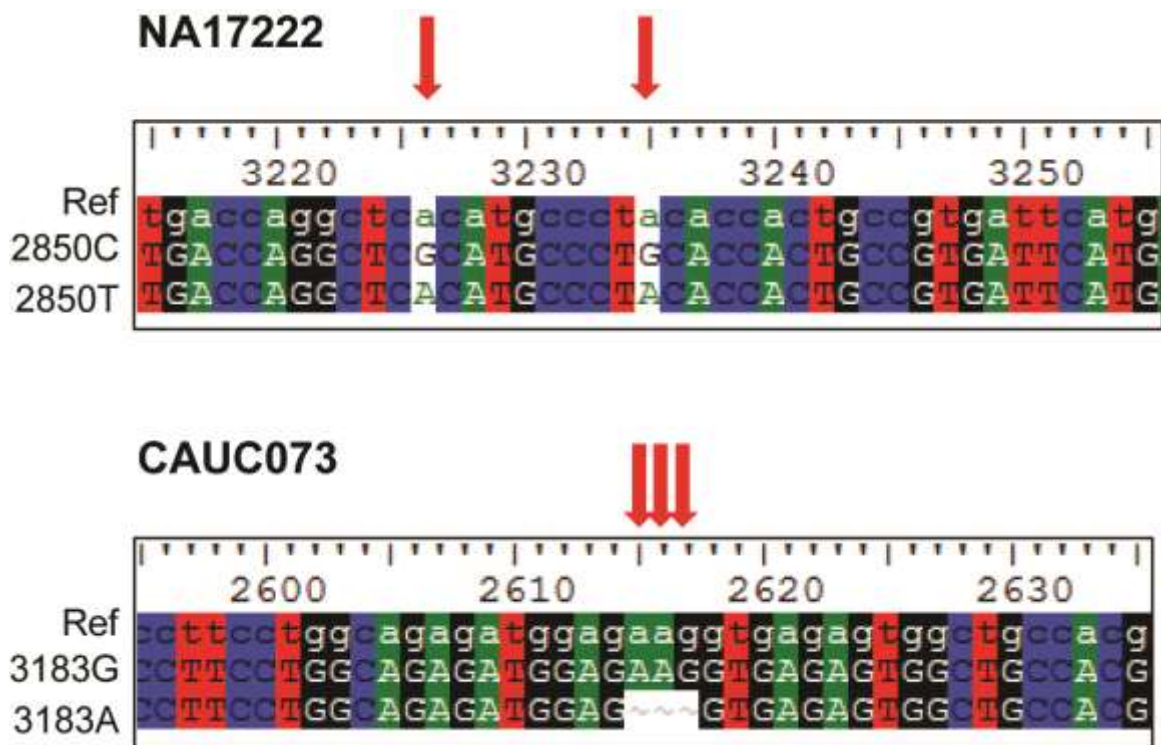 NA17222
3220 3230 3240 3250
Ref tgaccaggctcacatgccctacaccactgccgtgattcatg
2850C TGACCAGGCTCGCATGCCCTGCACCACTGCCGTGATTCATG
2850T TGACCAGGCTCACATGCCCTACACCACTGCCGTGATTCATG
CAUC073
2600 2610 2620 2630
Ref ccttcctggcagagatggagaaggtgagagtggctgccacg
3183G CCTTCCTGGCAGAGATGGAGAAGGTGAGAGTGGCTGCCACG
3183A CCTTCCTGGCAGAGATGGAG~~~GTGAGAGTGGCTGCCACG